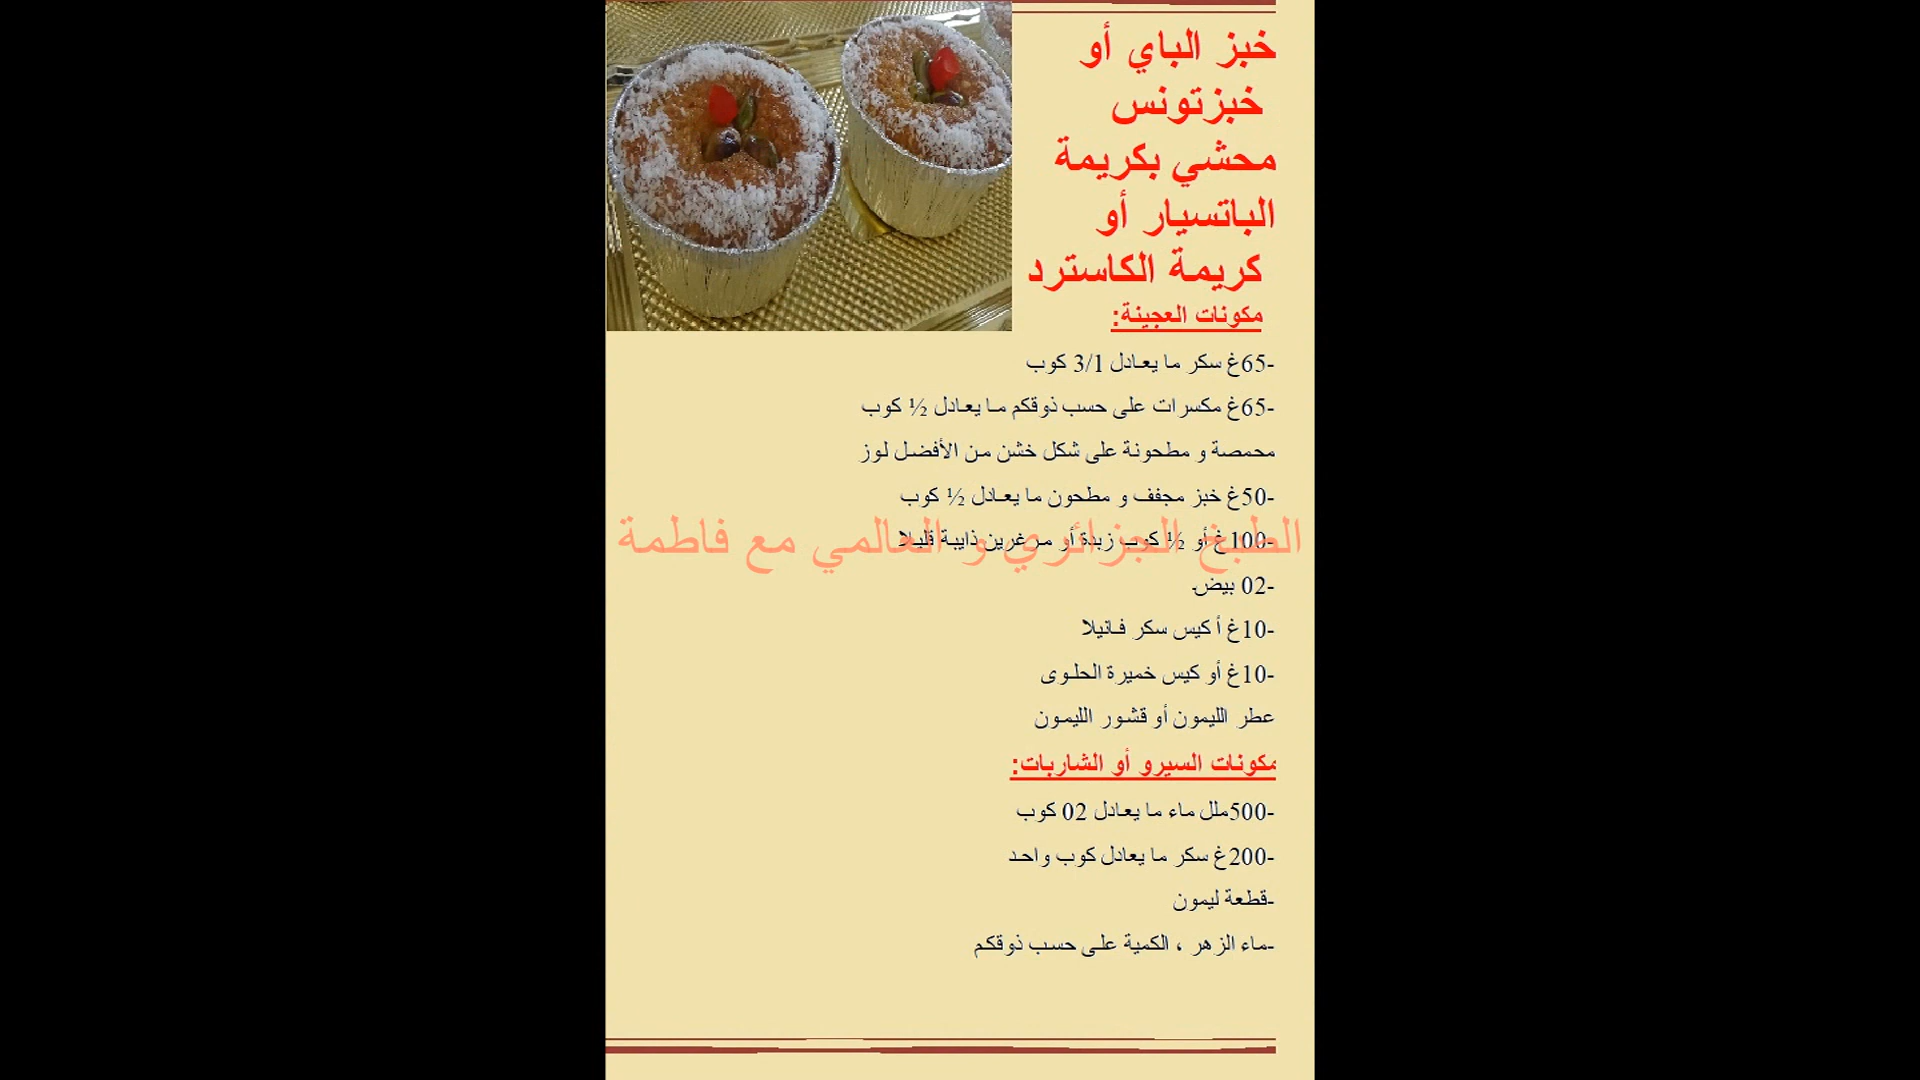 خبز الباي أو
خبزتونس
محشي بكريمة
الباتسيار أو
كريمة الكاسترد
مكونات العجينة:
-65غ سكر ما يعادل 3/1 كوب
-65غ مكسرات على حسب ذوقكم ما يعادل ½ كوب
محمصة و مطحونة على شكل خشن من الأفضل لوز
-50غ خبز مجفف و مطحون ما يعادل ½ كوب
-100غ أو ½ كوب زبدة أو مرغرين ذايبة قليلا
الطبخ الجزائري و العالمي مع فاطمة
-02 بيض.
-10غ أ كيس سكر فانيلا
-10غ أو كيس خميرة الحلوى
عطر الليمون أو قشور الليمون
مكونات السيرو أو الشاربات:
-500ملل ماء ما يعادل 02 كوب
-200غ سكر ما يعادل كوب واحد
-قطعة ليمون
-ماء الزهر ، الكمية على حسب ذوقكم